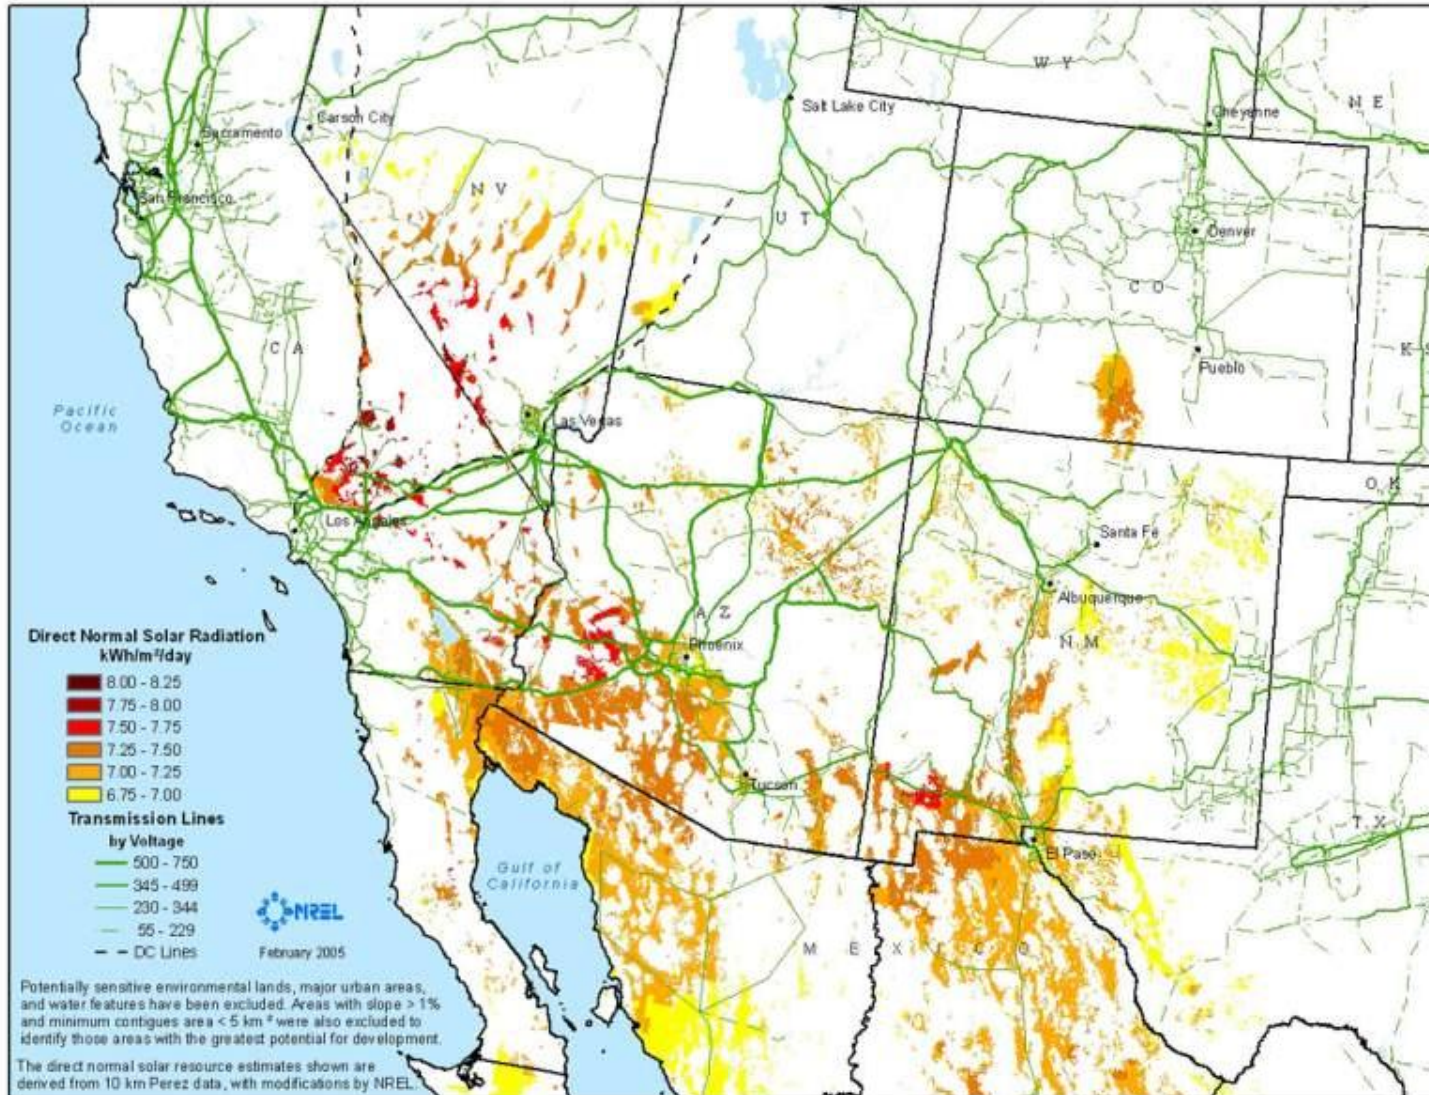 W Y
N E
Salt Lake City
Cheyenne
Carson City
Sacramento
San Francisco
N V
U T
Denver
C O
C A
K S
Pueblo
Pacific
Ocean
Las Vegas
O K
Los Angeles
Santa Fe
Albuquerque
A Z
N M
Phoenix
Tucson
El Paso
T X
Gulf of
California
M E X I C O
Direct Normal Solar Radiation
kWh/m²/day
8.00 - 8.25
7.75 - 8.00
7.50 - 7.75
7.25 - 7.50
7.00 - 7.25
6.75 - 7.00
Transmission Lines
by Voltage
500 - 750
345 - 499
230 - 344
55 - 229
DC Lines
NREL
February 2005
Potentially sensitive environmental lands, major urban areas,
and water features have been excluded. Areas with slope > 1%
and minimum contigues area < 5 km² were also excluded to
identify those areas with the greatest potential for development.
The direct normal solar resource estimates shown are
derived from 10 km Perez data, with modifications by NREL.